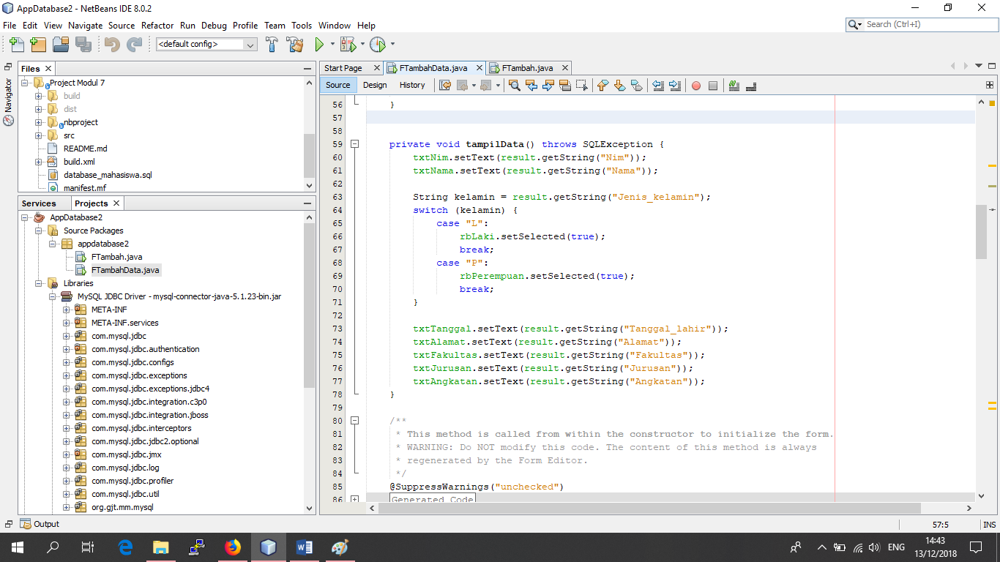 AppDatabase2 - NetBeans IDE 8.0.2
File Edit View Navigate Source Refactor Run Debug Profile Team Tools Window Help
Search (Ctrl+I)
<default config>
Navigator
Files
Project Modul 7
build
dist
nbproject
src
README.md
build.xml
database_mahasiswa.sql
manifest.mf
Services Projects
AppDatabase2
Source Packages
appdatabase2
FTambah.java
FTambahData.java
Libraries
MySQL JDBC Driver - mysql-connector-java-5.1.23-bin.jar
META-INF
META-INF.services
com.mysql.jdbc
com.mysql.jdbc.authentication
com.mysql.jdbc.configs
com.mysql.jdbc.exceptions
com.mysql.jdbc.exceptions.jdbc4
com.mysql.jdbc.integration.c3p0
com.mysql.jdbc.integration.jboss
com.mysql.jdbc.interceptors
com.mysql.jdbc.jdbc2.optional
com.mysql.jdbc.jmx
com.mysql.jdbc.log
com.mysql.jdbc.profiler
com.mysql.jdbc.util
org.gjt.mm.mysql
Start Page FTambahData.java FTambah.java
Source Design History
56 }
57
58
59 private void tampilData() throws SQLException {
60 txtNim.setText(result.getString("Nim"));
61 txtNama.setText(result.getString("Nama"));
62
63 String kelamin = result.getString("Jenis_kelamin");
64 switch (kelamin) {
65 case "L":
66 rbLaki.setSelected(true);
67 break;
68 case "P":
69 rbPerempuan.setSelected(true);
70 break;
71 }
72
73 txtTanggal.setText(result.getString("Tanggal_lahir"));
74 txtAlamat.setText(result.getString("Alamat"));
75 txtFakultas.setText(result.getString("Fakultas"));
76 txtJurusan.setText(result.getString("Jurusan"));
77 txtAngkatan.setText(result.getString("Angkatan"));
78 }
79
80 /**
81 * This method is called from within the constructor to initialize the form.
82 * WARNING: Do NOT modify this code. The content of this method is always
83 * regenerated by the Form Editor.
84 */
85 @SuppressWarnings("unchecked")
86 Generated Code
Output
57:5 INS
ENG
14:43
13/12/2018